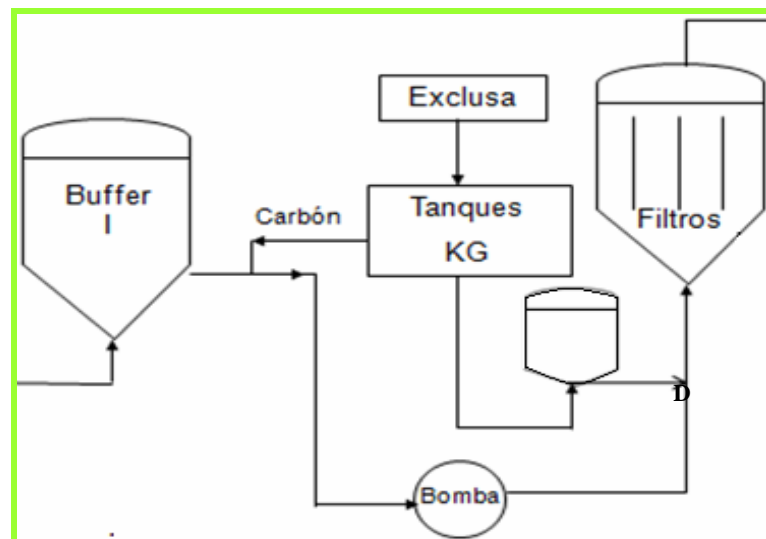 Exclusa
Buffer
I
Carbón
Tanques
KG
Filtros
D
Bomba